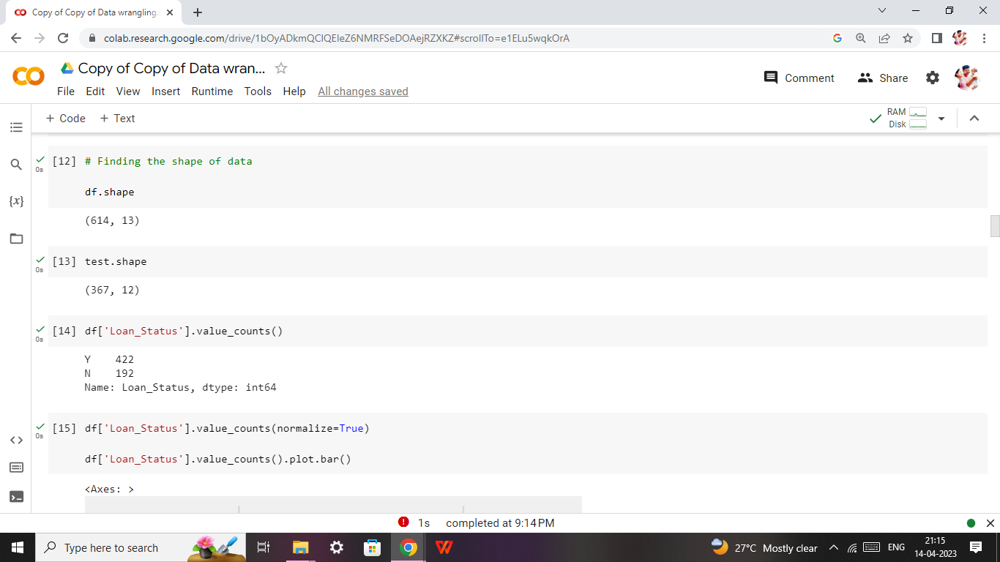 Copy of Copy of Data wrangling.
colab.research.google.com/drive/1bOyADkmQClQEIeZ6NMRFSeDOAejRZXKZ#scrollTo=e1ELu5wqkOrA
Copy of Copy of Data wran...
Comment
Share
File Edit View Insert Runtime Tools Help All changes saved
+ Code + Text
RAM
Disk
[12] # Finding the shape of data
0s
df.shape
(614, 13)
[13] test.shape
0s
(367, 12)
[14] df['Loan_Status'].value_counts()
0s
Y 422
N 192
Name: Loan_Status, dtype: int64
[15] df['Loan_Status'].value_counts(normalize=True)
0s
df['Loan_Status'].value_counts().plot.bar()
<Axes: >
1s completed at 9:14 PM
Type here to search
27°C Mostly clear
ENG
21:15
14-04-2023